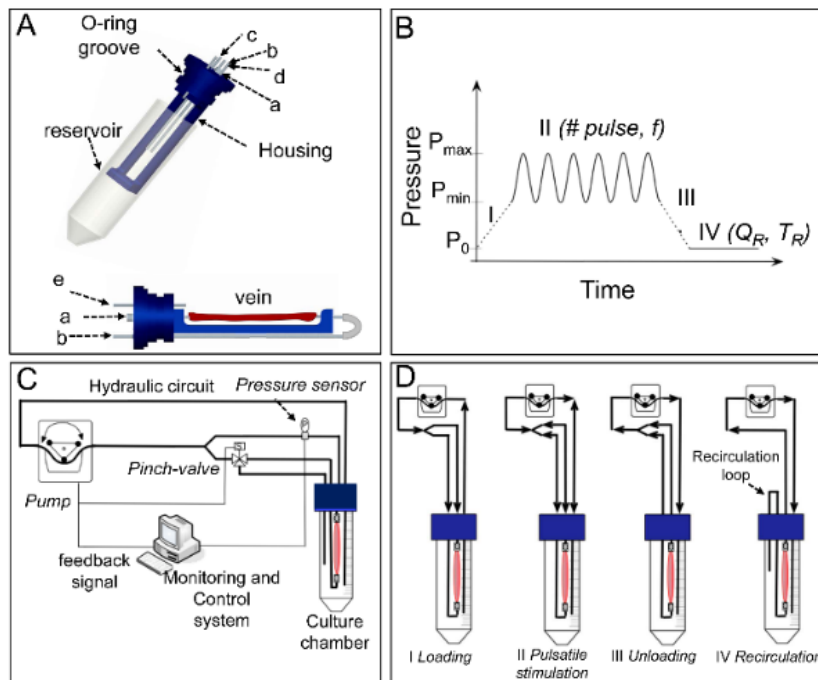 A
O-ring
groove
c
b
d
a
reservoir
Housing
e
a
b
vein
B
Pressure
Pmax
Pmin
P0
I
II (# pulse, f)
III
IV (QR, TR)
Time
C
Hydraulic circuit
Pressure sensor
P
S
Pinch-valve
Pump
feedback
signal
Monitoring and
Control
system
Culture
chamber
D
Recirculation
loop
I Loading
II Pulsatile
stimulation
III Unloading
IV Recirculation